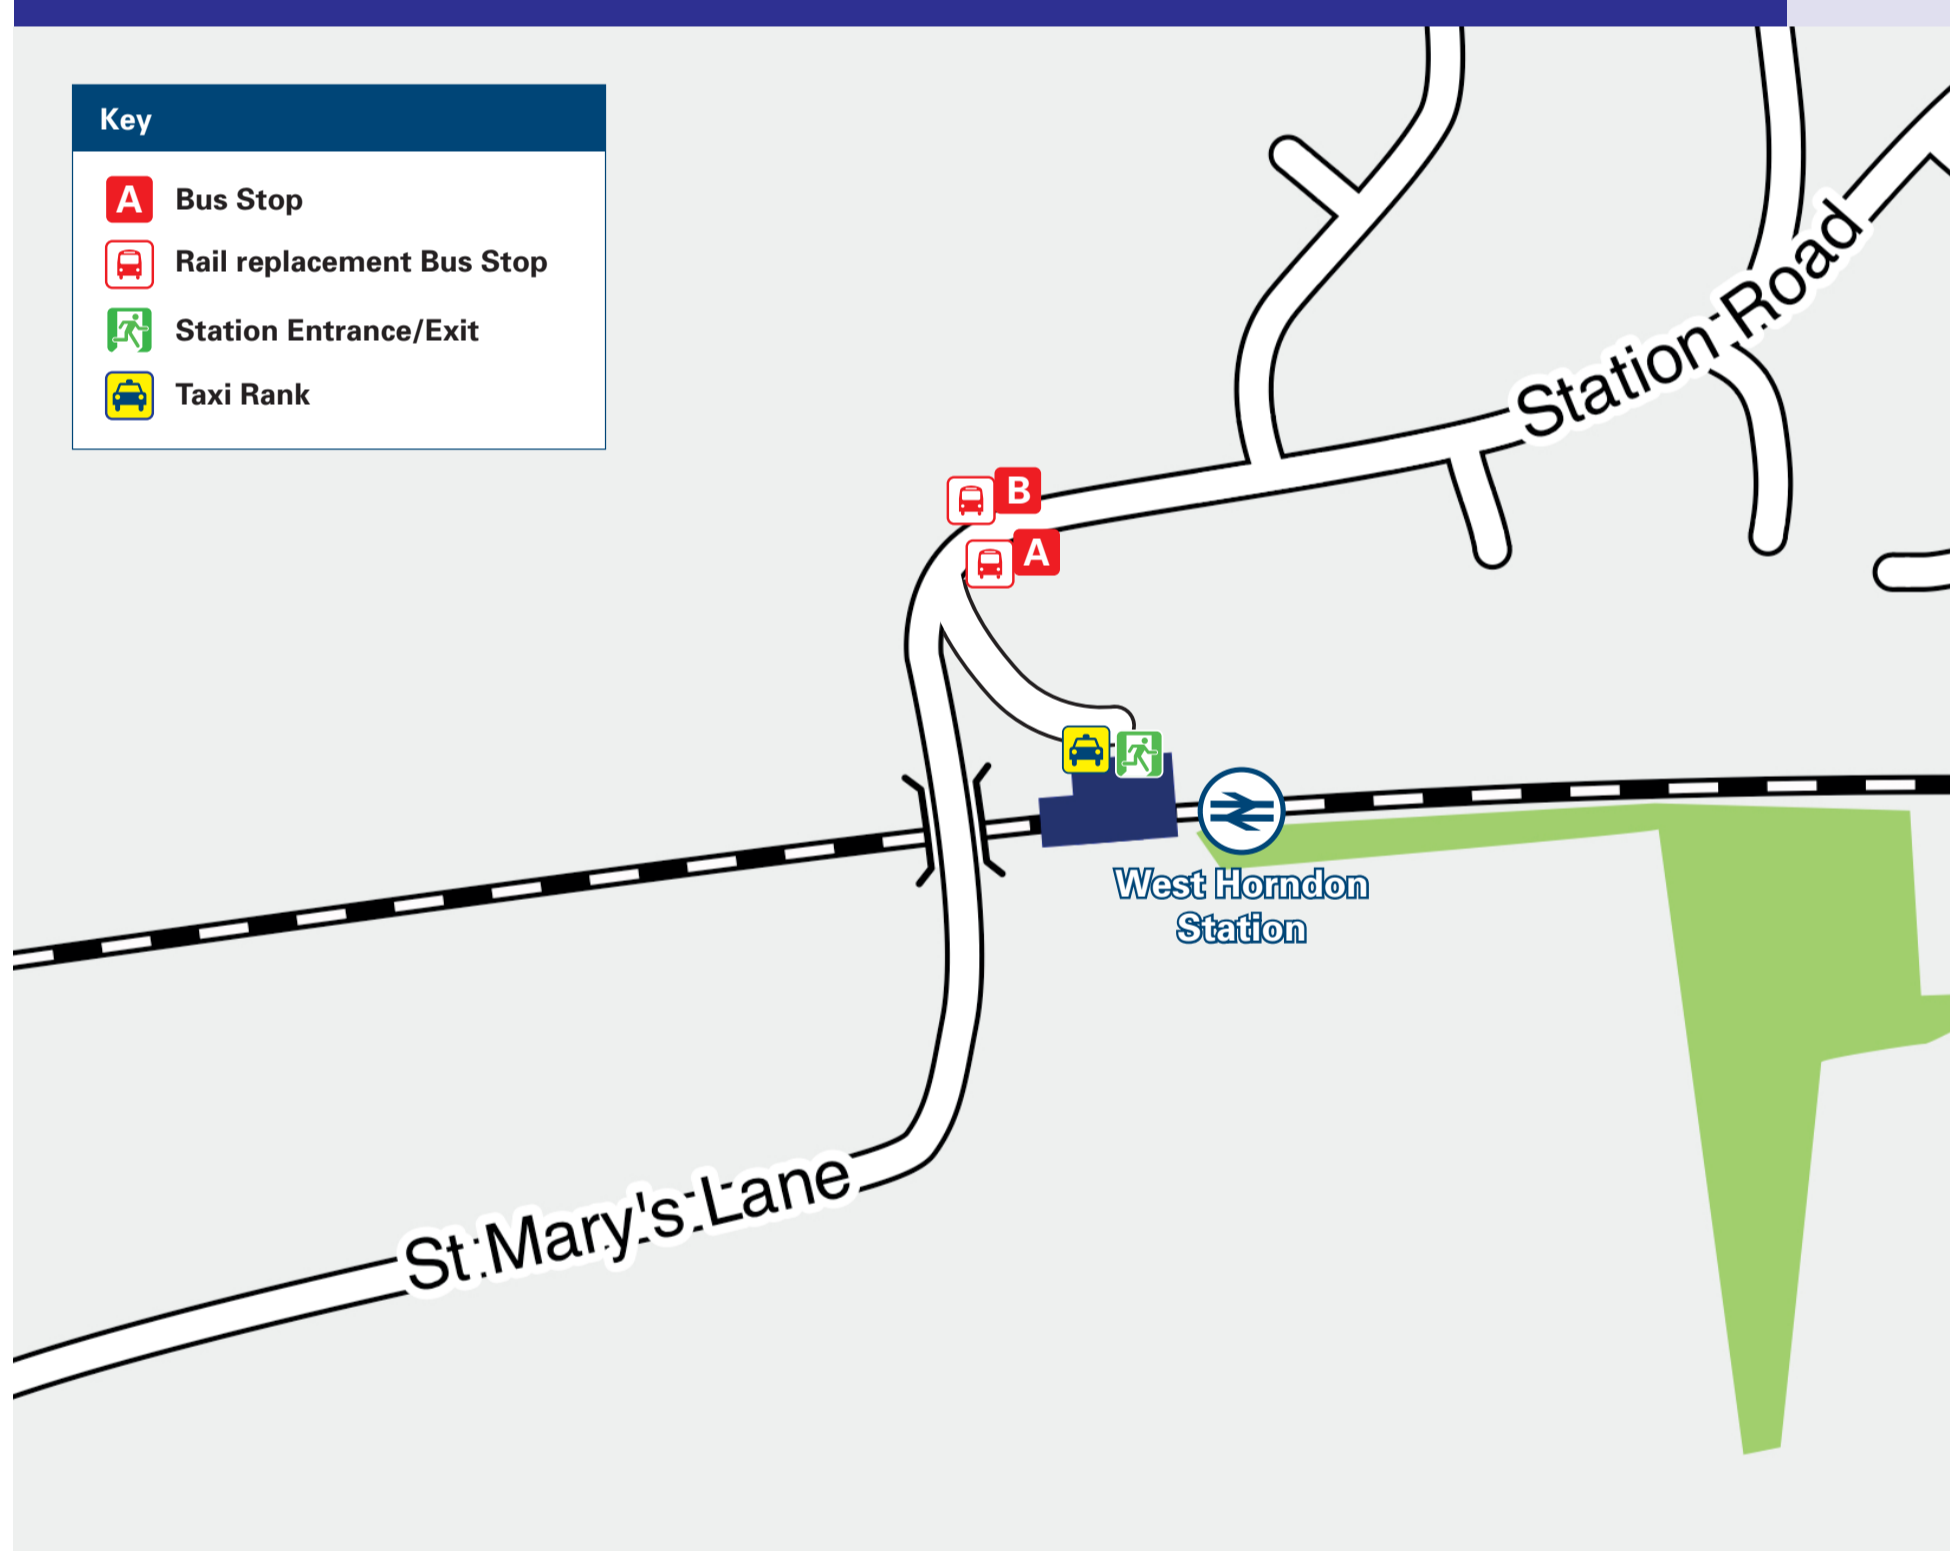 Key
A Bus Stop
Rail replacement Bus Stop
Station Entrance/Exit
Taxi Rank
Station Road
B
A
West Horndon
Station
St Mary's Lane